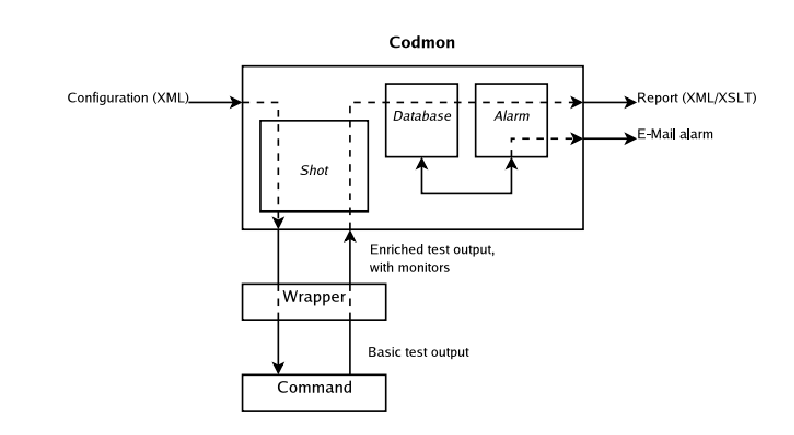 Codmon
Configuration (XML)
Report (XML/XSLT)
Database
Alarm
E-Mail alarm
Shot
Enriched test output,
with monitors
Wrapper
Basic test output
Command